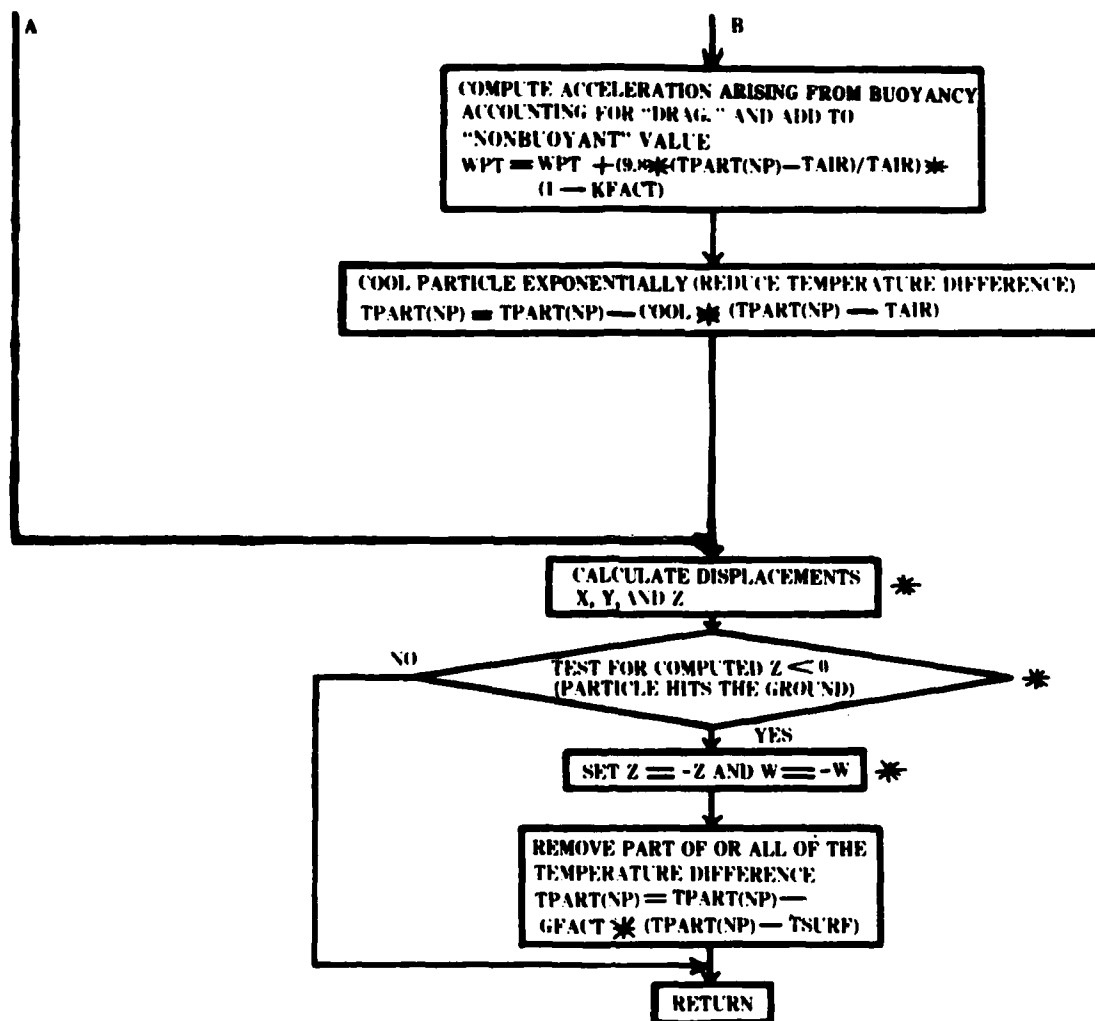 A
B
COMPUTE ACCELERATION ARISING FROM BUOYANCY
ACCOUNTING FOR "DRAG," AND ADD TO
"NONBUOYANT" VALUE
WPT = WPT + (9.8*(TPART(NP)—TAIR)/TAIR) *
(1 — KFACT)
COOL PARTICLE EXPONENTIALLY (REDUCE TEMPERATURE DIFFERENCE)
TPART(NP) = TPART(NP) — COOL * (TPART(NP) — TAIR)
CALCULATE DISPLACEMENTS *
X, Y, AND Z
NO
TEST FOR COMPUTED Z < 0
(PARTICLE HITS THE GROUND) *
YES
SET Z = -Z AND W = -W *
REMOVE PART OF OR ALL OF THE
TEMPERATURE DIFFERENCE
TPART(NP) = TPART(NP) —
GFACT * (TPART(NP) — TSURF)
RETURN